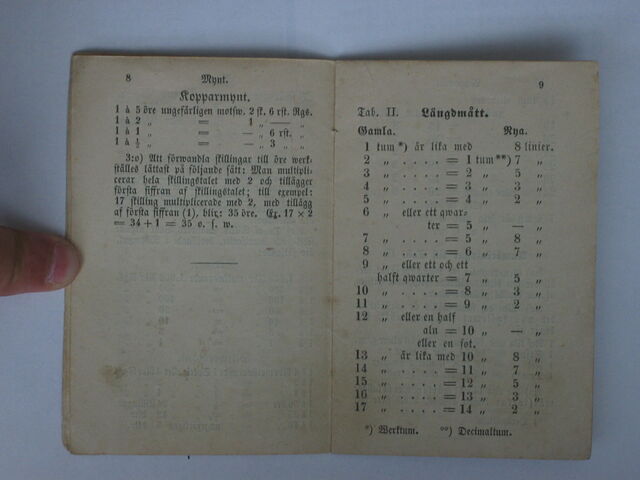 8 Mynt.
Kopparmynt.
1 à 5 öre ungefärligen motsw. 2 sk. 6 rst. Rgs.
1 à 2 „ = 1 „ — „ „
1 à 1 „ = — „ 6 rst. „
1 à ½ „ = — „ 3 „ „
3:o) Att förwandla skillingar till öre werk-
ställes lättast på följande sätt: Man multipli-
cerar hela skillingstalet med 2 och tillägger
första siffran af skillingstalet; till exempel:
17 skilling multiplicerade med 2, med tillägg
af första siffran (1), blir: 35 öre. Ex. 17 × 2
= 34 + 1 = 35 o. s. w.
9
Tab. II. Längdmått.
Gamla. Nya.
1 tum *) är lika med 8 linier.
2 „ . . . . = 1 tum **) 7 „
3 „ . . . . = 2 „ 5 „
4 „ . . . . = 3 „ 3 „
5 „ . . . . = 4 „ 2 „
6 „ eller ett qwar-
ter = 5 „ — „
7 „ . . . . = 5 „ 8 „
8 „ . . . . = 6 „ 7 „
9 „ eller ett och ett
halft qwarter = 7 „ 5 „
10 „ . . . . = 8 „ 3 „
11 „ . . . . = 9 „ 2 „
12 „ eller en half
aln = 10 „ — „
eller en fot.
13 „ är lika med 10 „ 8 „
14 „ . . . . = 11 „ 7 „
15 „ . . . . = 12 „ 5 „
16 „ . . . . = 13 „ 3 „
17 „ . . . . = 14 „ 2 „
*) Werktum. **) Decimaltum.